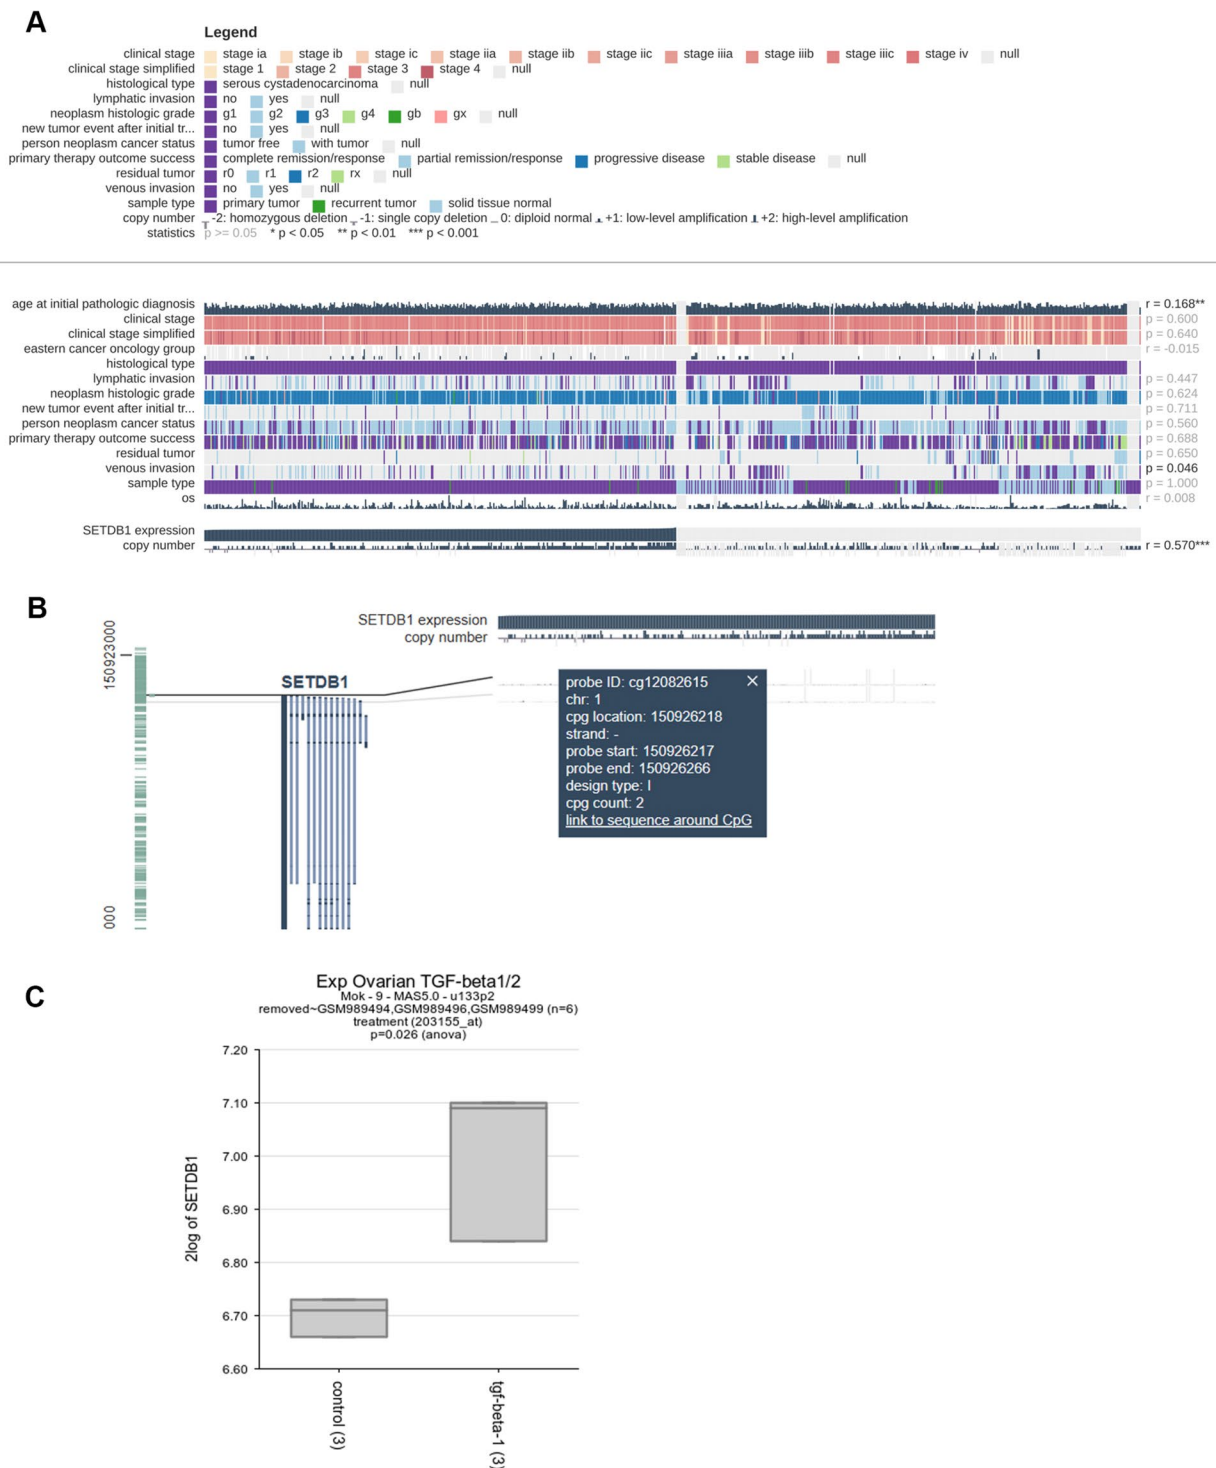 A
Legend
clinical stage stage ia stage ib stage ic stage iia stage iib stage iic stage iiia stage iiib stage iiic stage iv null
clinical stage simplified stage 1 stage 2 stage 3 stage 4 null
histological type serous cystadenocarcinoma null
lymphatic invasion no yes null
neoplasm histologic grade g1 g2 g3 g4 gb gx null
new tumor event after initial tr... no yes null
person neoplasm cancer status tumor free with tumor null
primary therapy outcome success complete remission/response partial remission/response progressive disease stable disease null
residual tumor r0 r1 r2 rx null
venous invasion no yes null
sample type primary tumor recurrent tumor solid tissue normal
copy number -2: homozygous deletion -1: single copy deletion 0: diploid normal +1: low-level amplification +2: high-level amplification
statistics p >= 0.05 * p < 0.05 ** p < 0.01 *** p < 0.001
age at initial pathologic diagnosis r = 0.168**
clinical stage p = 0.600
clinical stage simplified p = 0.640
eastern cancer oncology group r = -0.015
histological type
lymphatic invasion p = 0.447
neoplasm histologic grade p = 0.624
new tumor event after initial tr... p = 0.711
person neoplasm cancer status p = 0.560
primary therapy outcome success p = 0.688
residual tumor p = 0.650
venous invasion p = 0.046
sample type p = 1.000
os r = 0.008
SETDB1 expression
copy number r = 0.570***
B
SETDB1 expression
copy number
150923000
SETDB1
probe ID: cg12082615 ×
chr: 1
cpg location: 150926218
strand: -
probe start: 150926217
probe end: 150926266
design type: I
cpg count: 2
link to sequence around CpG
000
C
Exp Ovarian TGF-beta1/2
Mok - 9 - MAS5.0 - u133p2
removed~GSM989494,GSM989496,GSM989499 (n=6)
treatment (203155_at)
p=0.026 (anova)
7.20
7.10
7.00
6.90
6.80
6.70
6.60
2log of SETDB1
control (3)
tgf-beta-1 (3)